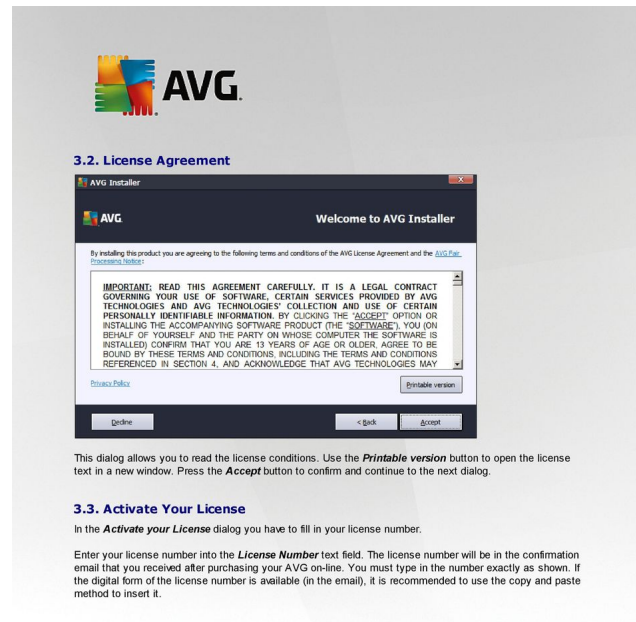 AVG.
3.2. License Agreement
AVG Installer
AVG.
Welcome to AVG Installer
By installing this product you are agreeing to the following terms and conditions of the AVG License Agreement and the AVG Fair
Processing Notice:
IMPORTANT: READ THIS AGREEMENT CAREFULLY. IT IS A LEGAL CONTRACT
GOVERNING YOUR USE OF SOFTWARE, CERTAIN SERVICES PROVIDED BY AVG
TECHNOLOGIES AND AVG TECHNOLOGIES' COLLECTION AND USE OF CERTAIN
PERSONALLY IDENTIFIABLE INFORMATION. BY CLICKING THE "ACCEPT" OPTION OR
INSTALLING THE ACCOMPANYING SOFTWARE PRODUCT (THE "SOFTWARE"), YOU (ON
BEHALF OF YOURSELF AND THE PARTY ON WHOSE COMPUTER THE SOFTWARE IS
INSTALLED) CONFIRM THAT YOU ARE 13 YEARS OF AGE OR OLDER, AGREE TO BE
BOUND BY THESE TERMS AND CONDITIONS, INCLUDING THE TERMS AND CONDITIONS
REFERENCED IN SECTION 4, AND ACKNOWLEDGE THAT AVG TECHNOLOGIES MAY
Privacy Policy
Printable version
Decline
< Back
Accept
This dialog allows you to read the license conditions. Use the Printable version button to open the license
text in a new window. Press the Accept button to confirm and continue to the next dialog.
3.3. Activate Your License
In the Activate your License dialog you have to fill in your license number.
Enter your license number into the License Number text field. The license number will be in the confirmation
email that you received after purchasing your AVG on-line. You must type in the number exactly as shown. If
the digital form of the license number is available (in the email), it is recommended to use the copy and paste
method to insert it.